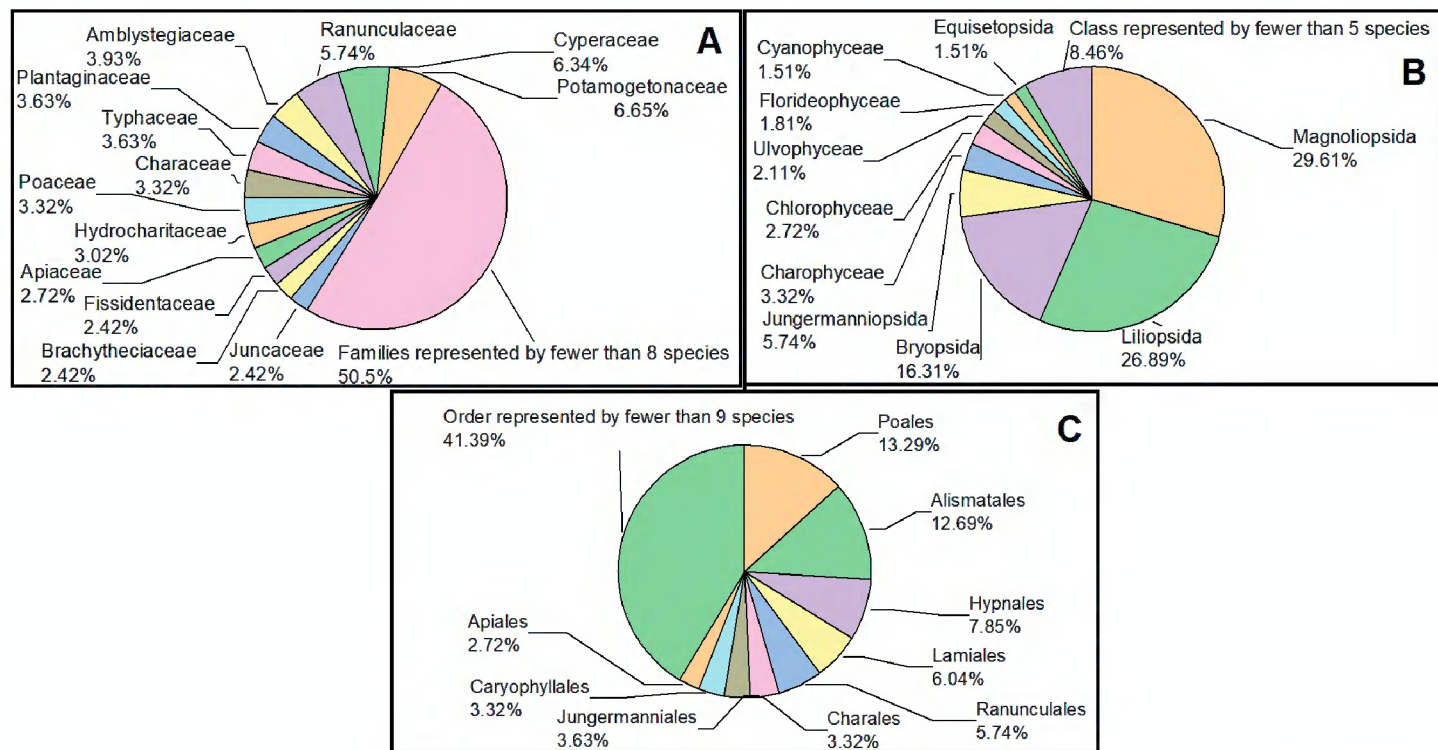 A
Ranunculaceae
5.74%
Cyperaceae
6.34%
Potamogetonaceae
6.65%
Amblystegiaceae
3.93%
Plantaginaceae
3.63%
Typhaceae
3.63%
Characeae
3.32%
Poaceae
3.32%
Hydrocharitaceae
3.02%
Apiaceae
2.72%
Fissidentaceae
2.42%
Brachytheciaceae
2.42%
Juncaceae
2.42%
Families represented by fewer than 8 species
50.5%
B
Equisetopsida
1.51%
Class represented by fewer than 5 species
8.46%
Cyanophyceae
1.51%
Florideophyceae
1.81%
Ulvophyceae
2.11%
Chlorophyceae
2.72%
Charophyceae
3.32%
Jungermanniopsida
5.74%
Bryopsida
16.31%
Liliopsida
26.89%
Magnoliopsida
29.61%
C
Order represented by fewer than 9 species
41.39%
Poales
13.29%
Alismatales
12.69%
Hypnales
7.85%
Lamiales
6.04%
Ranunculales
5.74%
Charales
3.32%
Jungermanniales
3.63%
Caryophyllales
3.32%
Apiales
2.72%